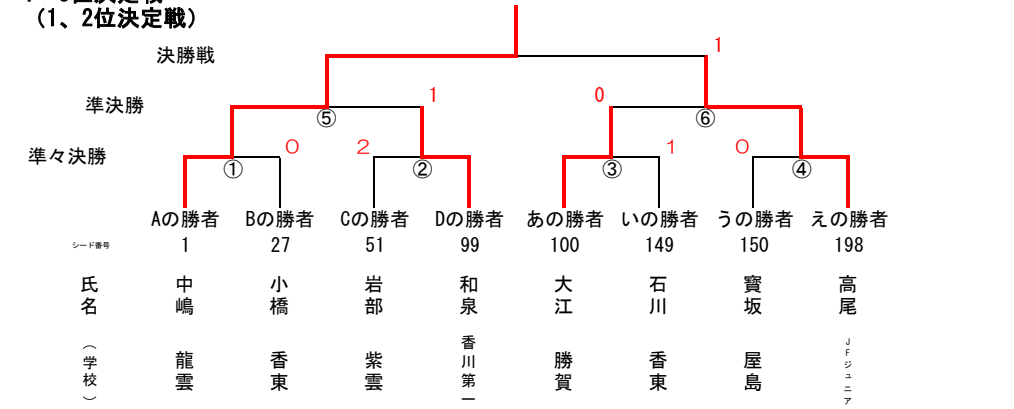 （1、2位決定戦）
決勝戦
1
準決勝
1
0
⑤
⑥
準々決勝
0
2
1
0
①
②
③
④
Aの勝者 Bの勝者 Cの勝者 Dの勝者 あの勝者 いの勝者 うの勝者 えの勝者
シード番号 1 27 51 99 100 149 150 198
氏名 中嶋 小橋 岩部 和泉 大江 石川 寳坂 高尾
（学校） 龍雲 香東 紫雲 香川第一 勝賀 香東 屋島 JFジュニア